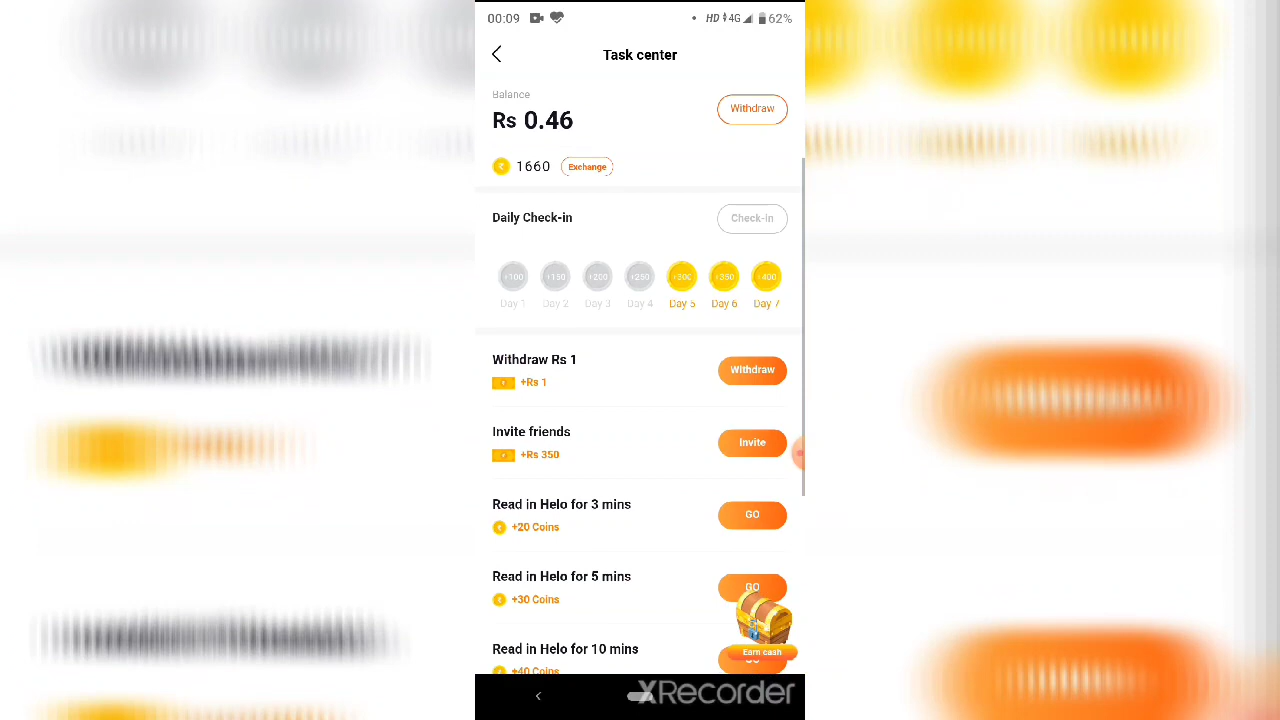 00:09
HD 4G 62%
Task center
Balance
Rs 0.46
Withdraw
1660 Exchange
Daily Check-in
Check-in
+100 +150 +200 +250 +300 +350 +400
Day 1 Day 2 Day 3 Day 4 Day 5 Day 6 Day 7
Withdraw Rs 1
+Rs 1
Withdraw
Invite friends
+Rs 350
Invite
Read in Helo for 3 mins
+20 Coins
GO
Read in Helo for 5 mins
+30 Coins
GO
Read in Helo for 10 mins
+40 Coins
Earn cash
XRecorder